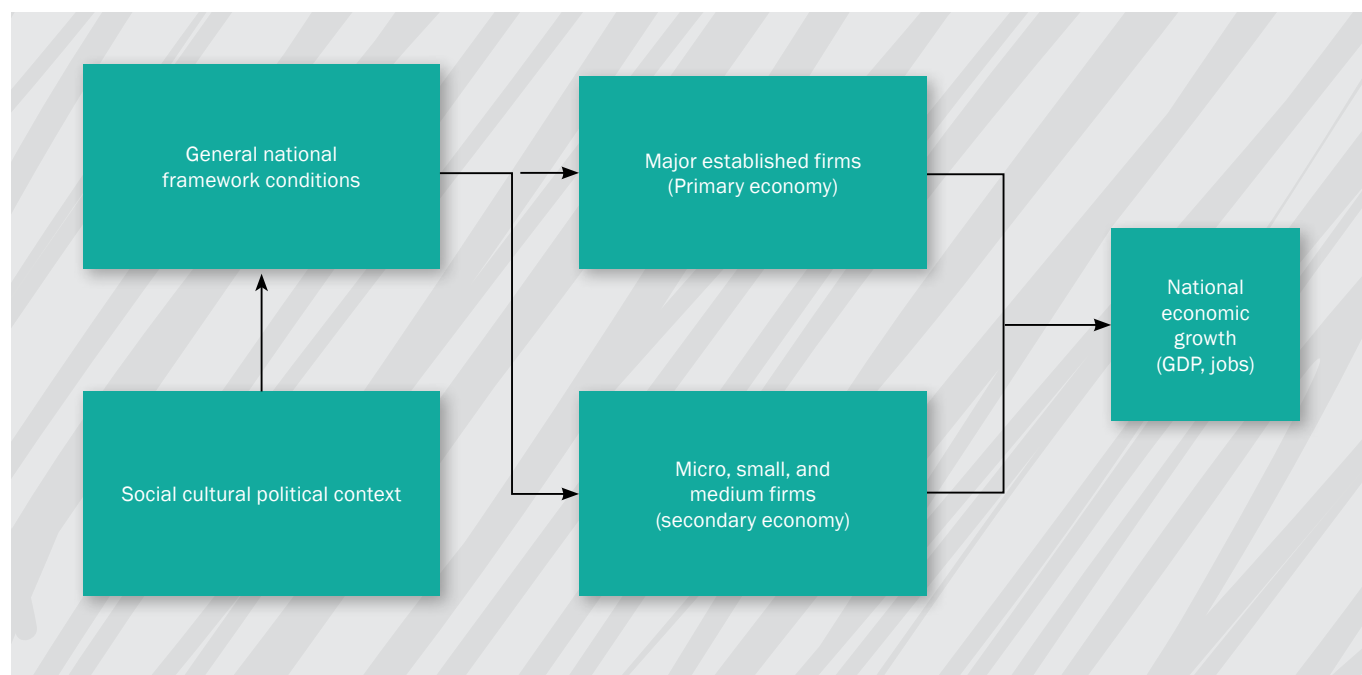 General national
framework conditions
Major established firms
(Primary economy)
National
economic
growth
(GDP, jobs)
Social cultural political context
Micro, small, and
medium firms
(secondary economy)